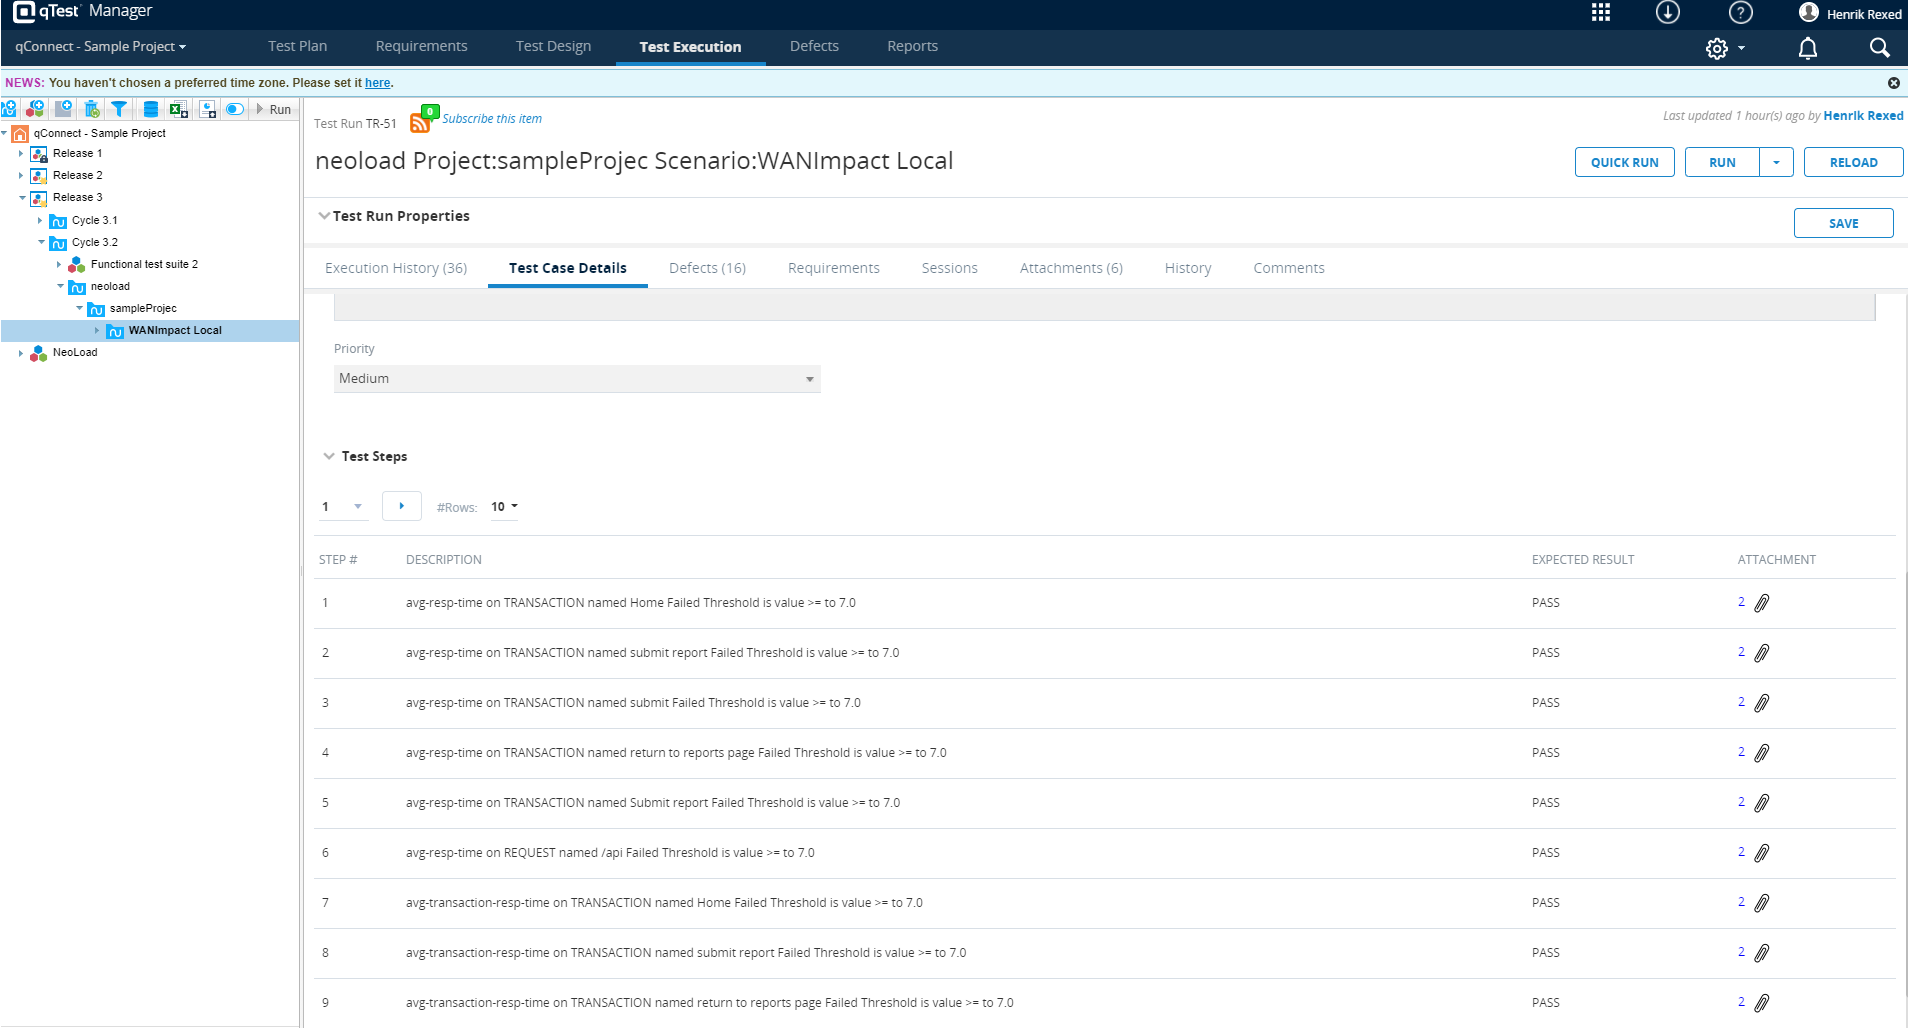 qTest Manager
Henrik Rexed
qConnect - Sample Project
Test Plan
Requirements
Test Design
Test Execution
Defects
Reports
NEWS: You haven't chosen a preferred time zone. Please set it here.
Run
qConnect - Sample Project
Release 1
Release 2
Release 3
Cycle 3.1
Cycle 3.2
Functional test suite 2
neoload
sampleProjec
WANImpact Local
NeoLoad
Test Run TR-51
0
Subscribe this item
Last updated 1 hour(s) ago by Henrik Rexed
neoload Project:sampleProjec Scenario:WANImpact Local
QUICK RUN
RUN
RELOAD
Test Run Properties
SAVE
Execution History (36)
Test Case Details
Defects (16)
Requirements
Sessions
Attachments (6)
History
Comments
Priority
Medium
Test Steps
1
#Rows: 10
STEP # DESCRIPTION EXPECTED RESULT ATTACHMENT
1 avg-resp-time on TRANSACTION named Home Failed Threshold is value >= to 7.0 PASS 2
2 avg-resp-time on TRANSACTION named submit report Failed Threshold is value >= to 7.0 PASS 2
3 avg-resp-time on TRANSACTION named submit Failed Threshold is value >= to 7.0 PASS 2
4 avg-resp-time on TRANSACTION named return to reports page Failed Threshold is value >= to 7.0 PASS 2
5 avg-resp-time on TRANSACTION named Submit report Failed Threshold is value >= to 7.0 PASS 2
6 avg-resp-time on REQUEST named /api Failed Threshold is value >= to 7.0 PASS 2
7 avg-transaction-resp-time on TRANSACTION named Home Failed Threshold is value >= to 7.0 PASS 2
8 avg-transaction-resp-time on TRANSACTION named submit report Failed Threshold is value >= to 7.0 PASS 2
9 avg-transaction-resp-time on TRANSACTION named return to reports page Failed Threshold is value >= to 7.0 PASS 2